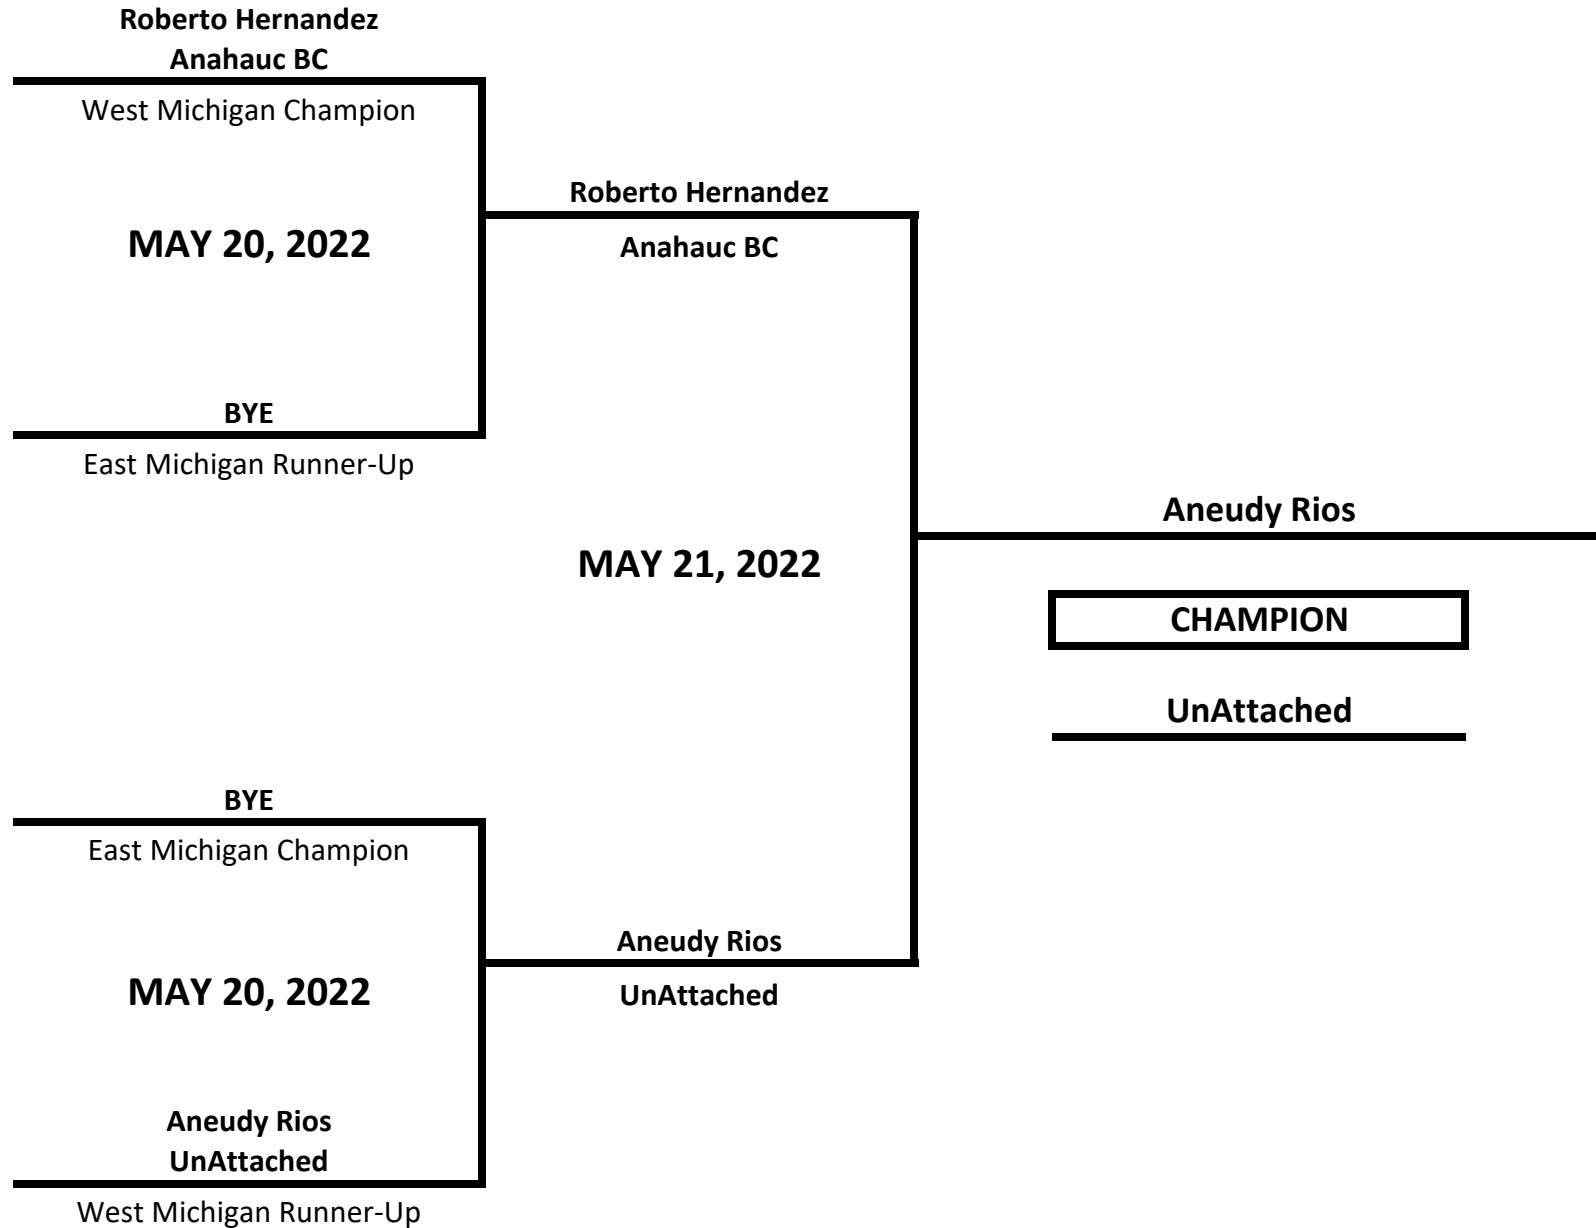 Roberto Hernandez
Anahauc BC
West Michigan Champion
MAY 20, 2022
BYE
East Michigan Runner-Up
Roberto Hernandez
Anahauc BC
MAY 21, 2022
BYE
East Michigan Champion
MAY 20, 2022
Aneudy Rios
UnAttached
West Michigan Runner-Up
Aneudy Rios
UnAttached
Aneudy Rios
CHAMPION
UnAttached